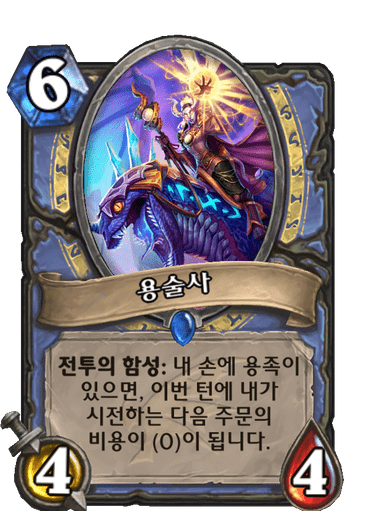 6
용술사
전투의 함성: 내 손에 용족이
있으면, 이번 턴에 내가
시전하는 다음 주문의
비용이 (0)이 됩니다.
4
4